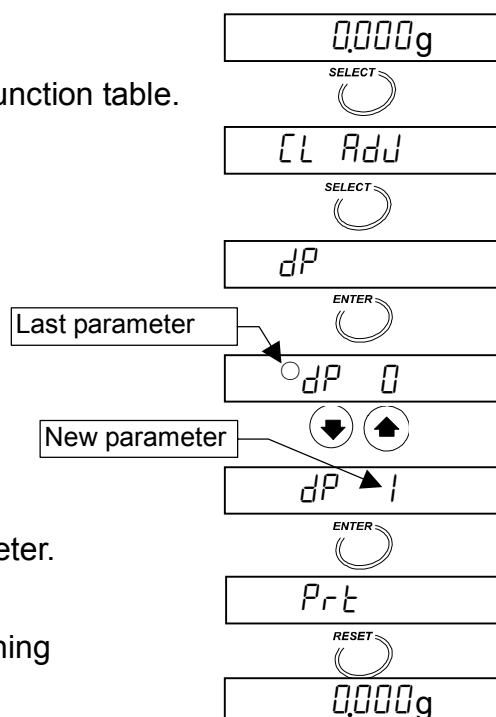 0.000g
SELECT
unction table.
CL AdJ
SELECT
dP
ENTER
Last parameter
dP 0
New parameter
dP 1
ENTER
eter.
Prt
RESET
ning
0.000g